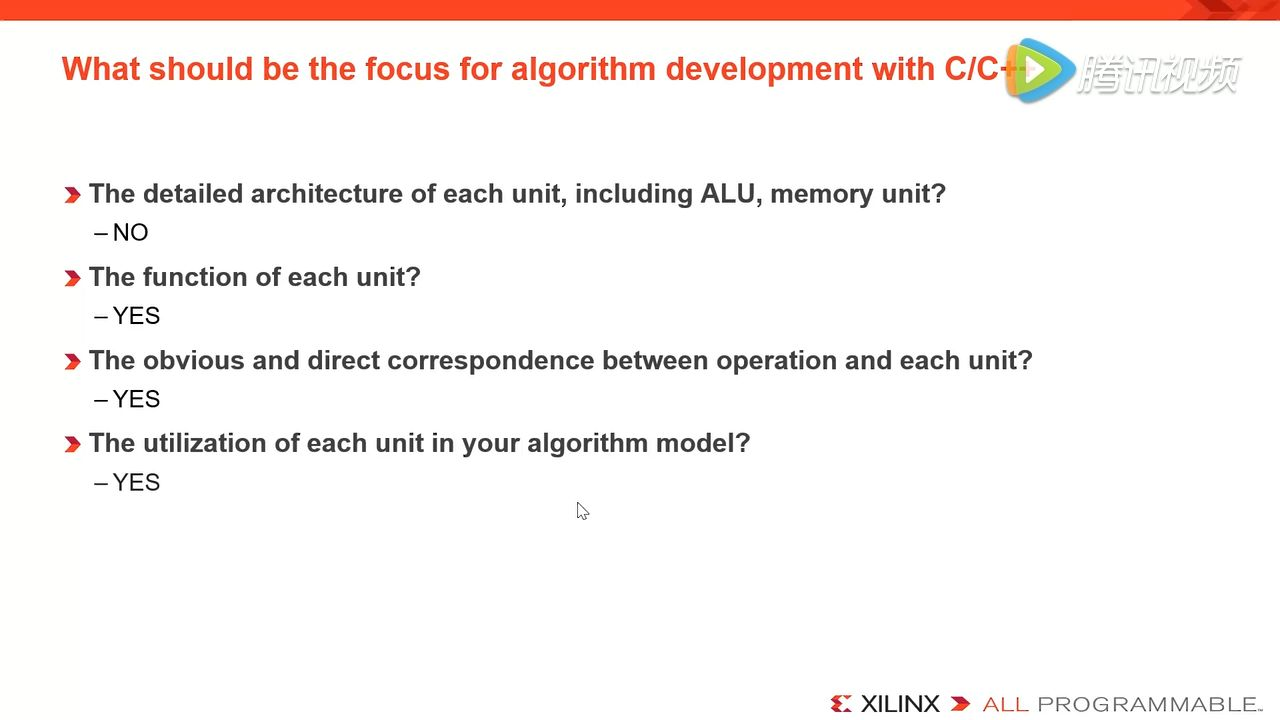 What should be the focus for algorithm development with C/C++
腾讯视频
The detailed architecture of each unit, including ALU, memory unit?
– NO
The function of each unit?
– YES
The obvious and direct correspondence between operation and each unit?
– YES
The utilization of each unit in your algorithm model?
– YES
XILINX ALL PROGRAMMABLE™